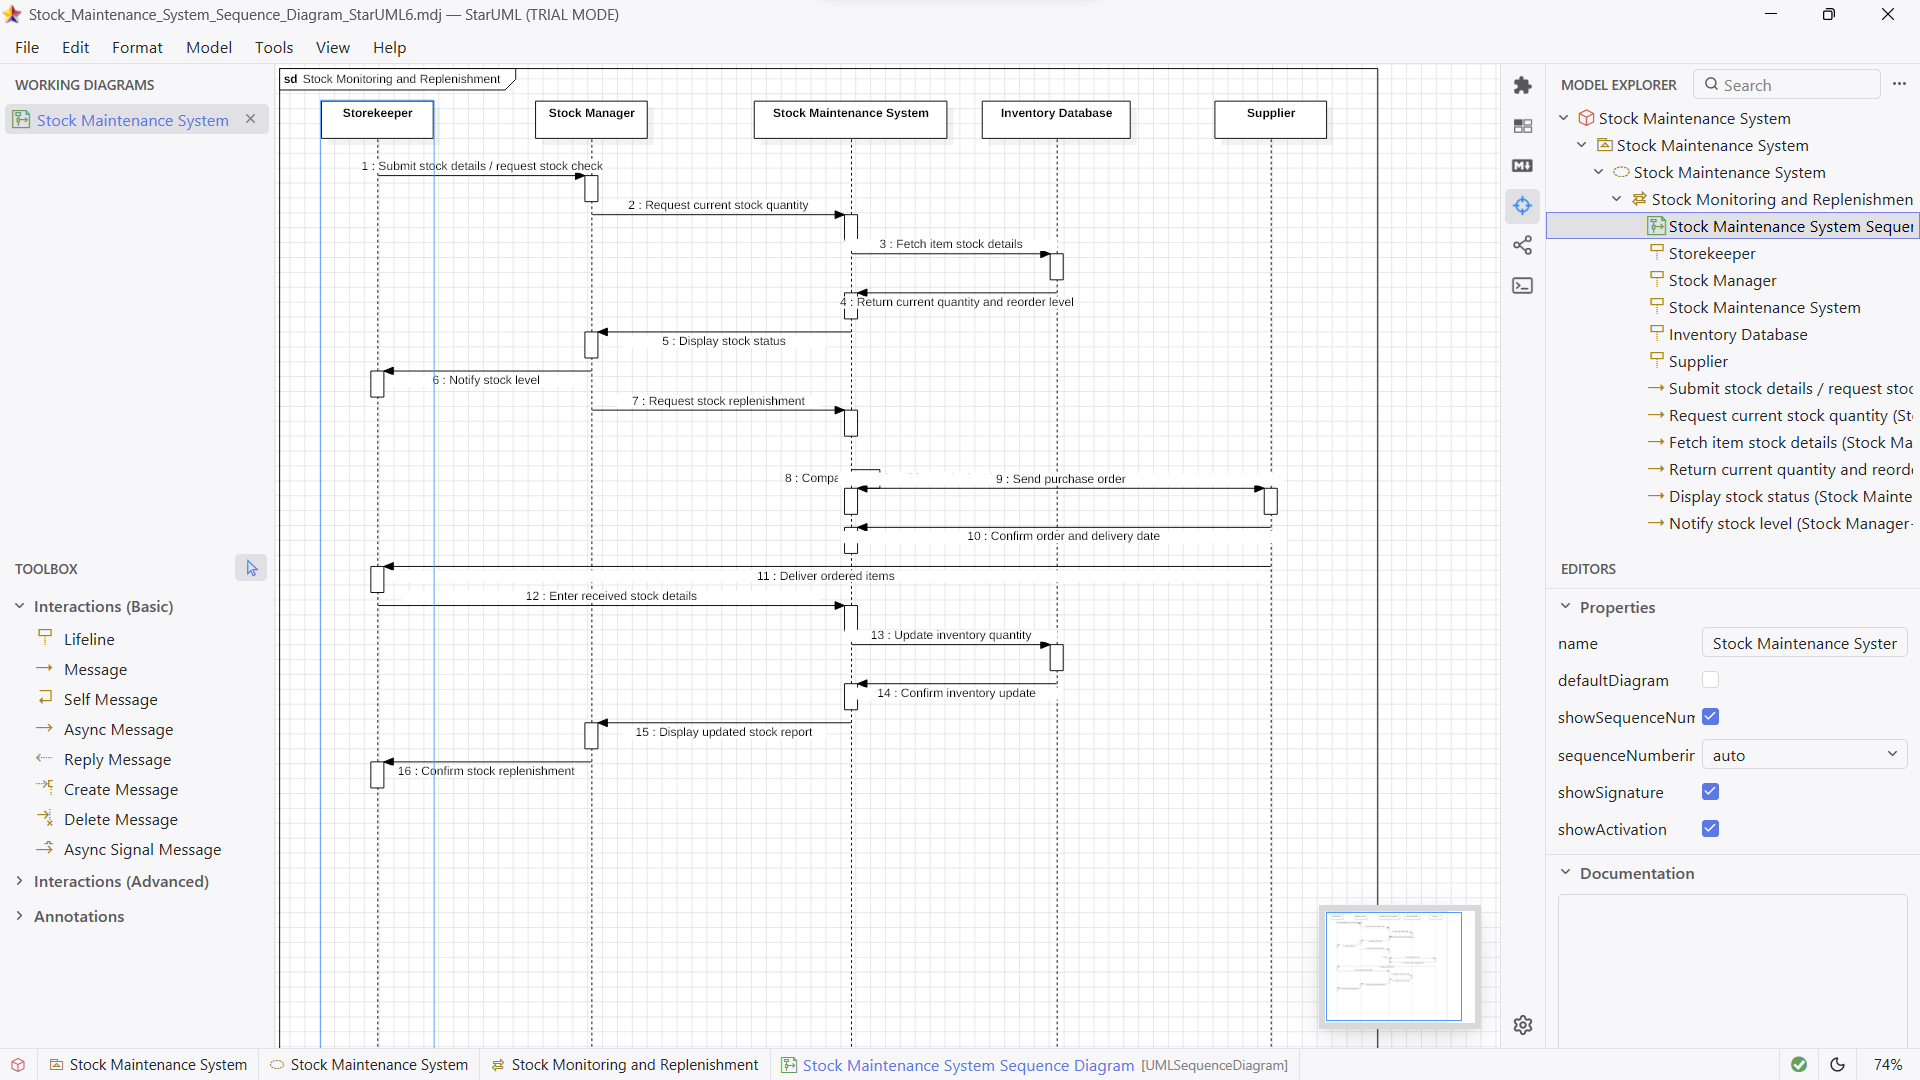 Stock_Maintenance_System_Sequence_Diagram_StarUML6.mdj — StarUML (TRIAL MODE)
File Edit Format Model Tools View Help
WORKING DIAGRAMS
Stock Maintenance System
TOOLBOX
Interactions (Basic)
Lifeline
Message
Self Message
Async Message
Reply Message
Create Message
Delete Message
Async Signal Message
Interactions (Advanced)
Annotations
sd Stock Monitoring and Replenishment
Storekeeper
Stock Manager
Stock Maintenance System
Inventory Database
Supplier
1 : Submit stock details / request stock check
2 : Request current stock quantity
3 : Fetch item stock details
4 : Return current quantity and reorder level
5 : Display stock status
6 : Notify stock level
7 : Request stock replenishment
8 : Compa
9 : Send purchase order
10 : Confirm order and delivery date
11 : Deliver ordered items
12 : Enter received stock details
13 : Update inventory quantity
14 : Confirm inventory update
15 : Display updated stock report
16 : Confirm stock replenishment
MODEL EXPLORER
Search
Stock Maintenance System
Stock Maintenance System
Stock Maintenance System
Stock Monitoring and Replenishmen
Stock Maintenance System Sequer
Storekeeper
Stock Manager
Stock Maintenance System
Inventory Database
Supplier
Submit stock details / request stoc
Request current stock quantity (St
Fetch item stock details (Stock Ma
Return current quantity and reord
Display stock status (Stock Mainte
Notify stock level (Stock Manager-
EDITORS
Properties
name Stock Maintenance Syster
defaultDiagram
showSequenceNum
sequenceNumberin auto
showSignature
showActivation
Documentation
Stock Maintenance System
Stock Maintenance System
Stock Monitoring and Replenishment
Stock Maintenance System Sequence Diagram [UMLSequenceDiagram]
74%